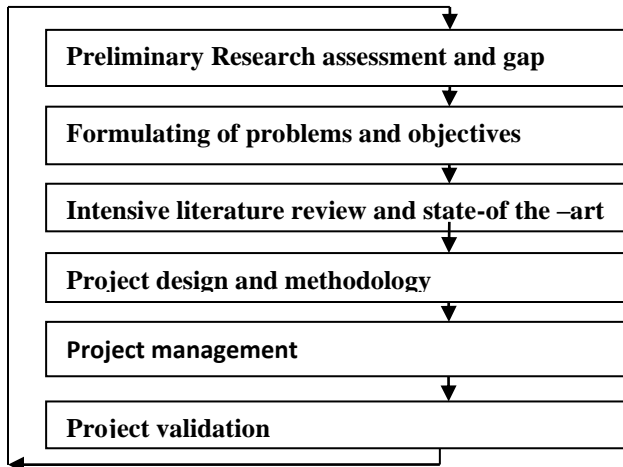 Preliminary Research assessment and gap
Formulating of problems and objectives
Intensive literature review and state-of the –art
Project design and methodology
Project management
Project validation